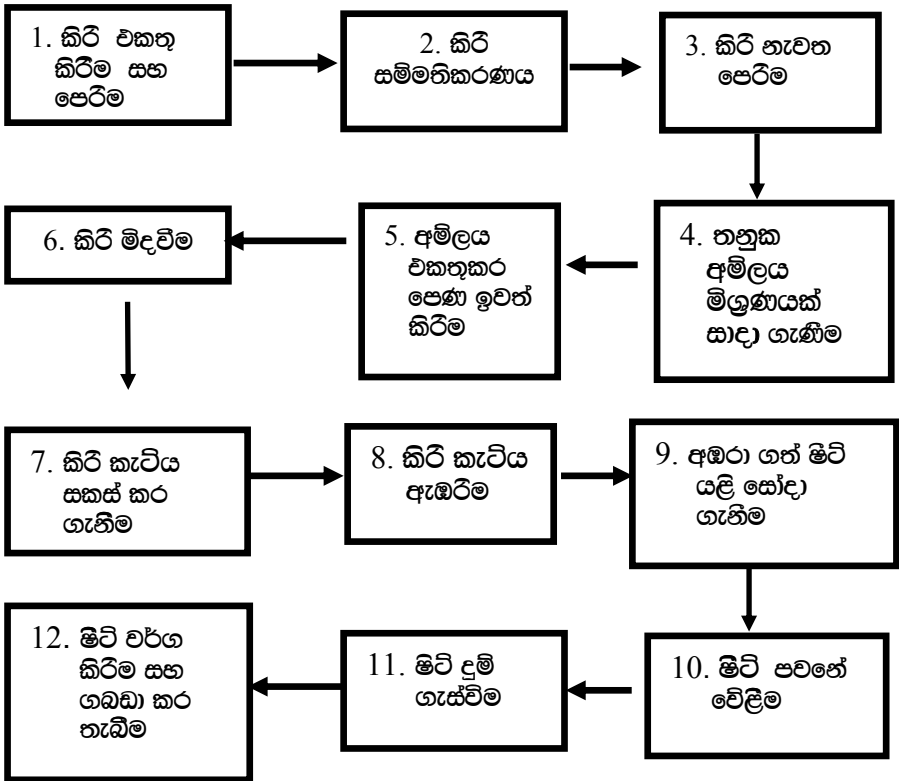 1. කිරි එකතු
කිරීම සහ
පෙරීම
2. කිරි
සම්මතිකරණය
3. කිරි නැවත
පෙරීම
4. තනුක
අම්ලය
මිශ්‍රණයක්
සාදා ගැණීම
5. අම්ලය
එකතුකර
පෙණ ඉවත්
කිරීම
6. කිරි මිදවීම
7. කිරි කැටිය
සකස් කර
ගැනීම
8. කිරි කැටිය
ඇඹරීම
9. අඹරා ගත් ෂීට්
යළි සෝදා
ගැනීම
10. ෂීට් පවනේ
වේළීම
11. ෂිට් දුම්
ගැස්වීම
12. ෂීට් වර්ග
කිරීම සහ
ගබඩා කර
තැබීම